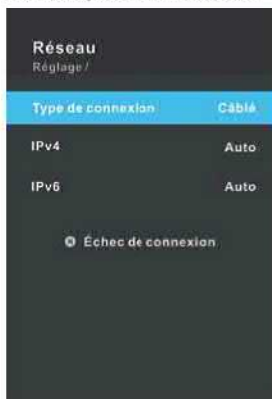 Réseau
Réglage /
Type de connexion Câblé
IPv4 Auto
IPv6 Auto
Échec de connexion